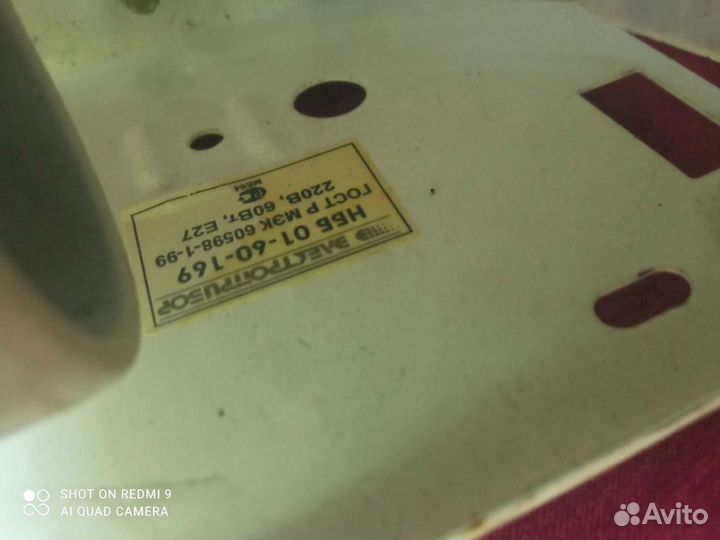 ЭЛЕКТРОПРИБОР
НББ 01-60-169
ГОСТ Р МЭК 60598-1-99
220В, 60Вт, Е27
МЕ64
SHOT ON REDMI 9
AI QUAD CAMERA
Avito